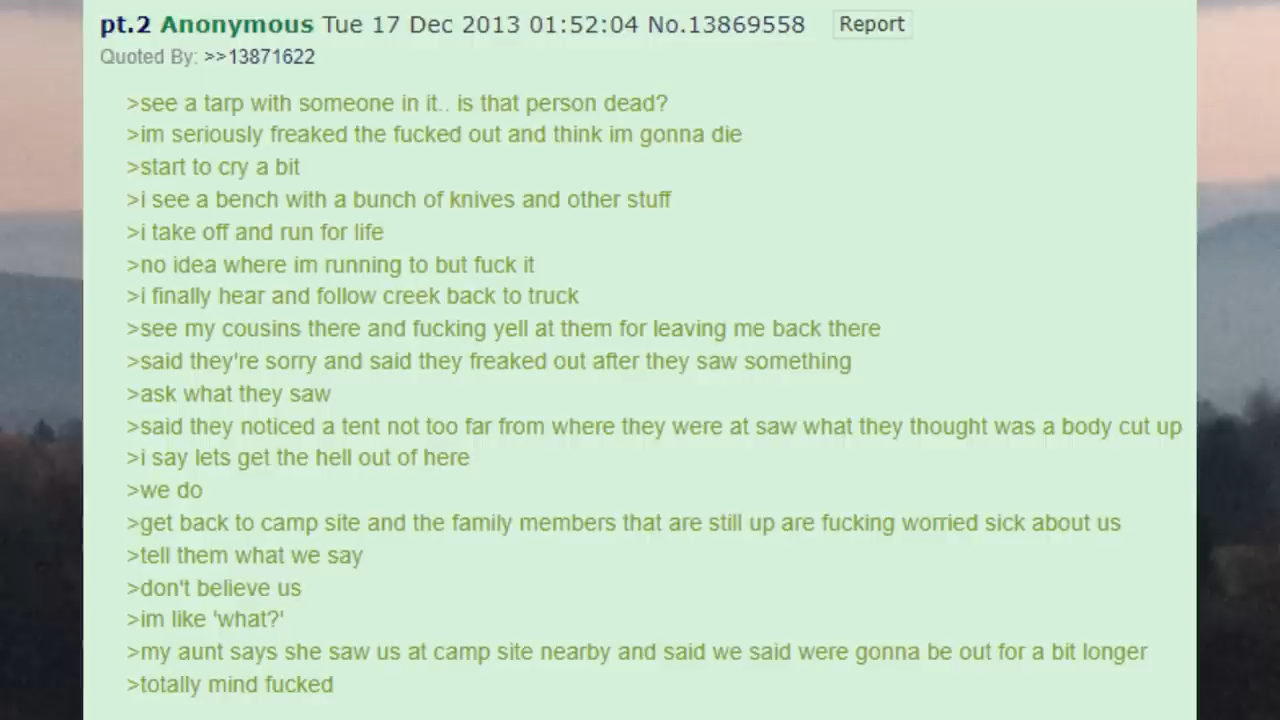 pt.2 Anonymous Tue 17 Dec 2013 01:52:04 No.13869558 Report
Quoted By: >>13871622
>see a tarp with someone in it.. is that person dead?
>im seriously freaked the fucked out and think im gonna die
>start to cry a bit
>i see a bench with a bunch of knives and other stuff
>i take off and run for life
>no idea where im running to but fuck it
>i finally hear and follow creek back to truck
>see my cousins there and fucking yell at them for leaving me back there
>said they're sorry and said they freaked out after they saw something
>ask what they saw
>said they noticed a tent not too far from where they were at saw what they thought was a body cut up
>i say lets get the hell out of here
>we do
>get back to camp site and the family members that are still up are fucking worried sick about us
>tell them what we say
>don't believe us
>im like 'what?'
>my aunt says she saw us at camp site nearby and said we said were gonna be out for a bit longer
>totally mind fucked